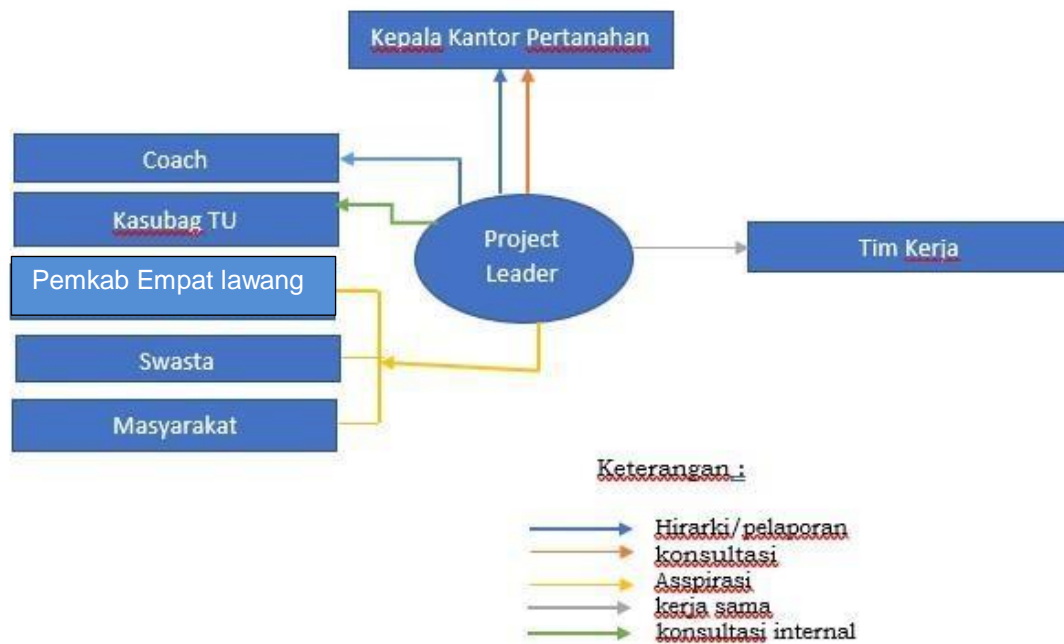 Kepala Kantor Pertanahan
Coach
Kasubag TU
Pemkab Empat lawang
Swasta
Masyarakat
Project
Leader
Tim Kerja
Keterangan :
Hirarki/pelaporan
konsultasi
Asspirasi
kerja sama
konsultasi internal